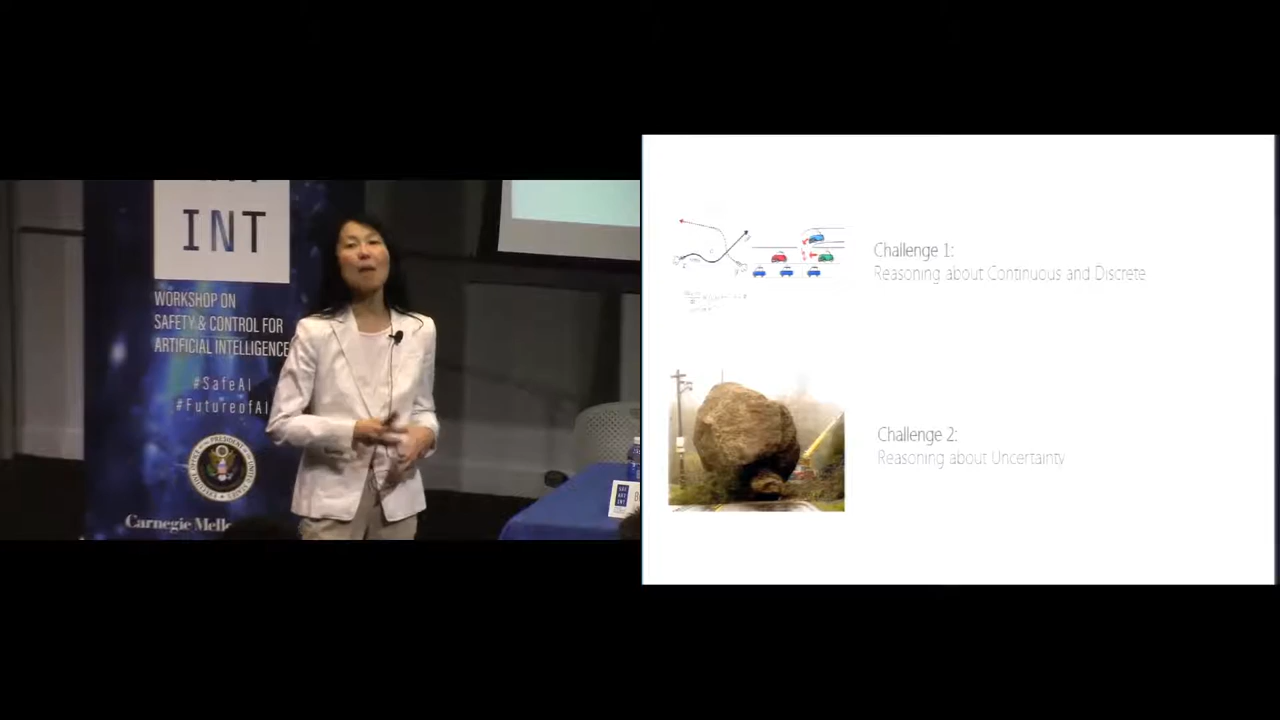 INT
WORKSHOP ON
SAFETY & CONTROL FOR
ARTIFICIAL INTELLIGENCE
#SafeAI
#FutureofAI
Carnegie Mell
Challenge 1:
Reasoning about Continuous and Discrete
Challenge 2:
Reasoning about Uncertainty